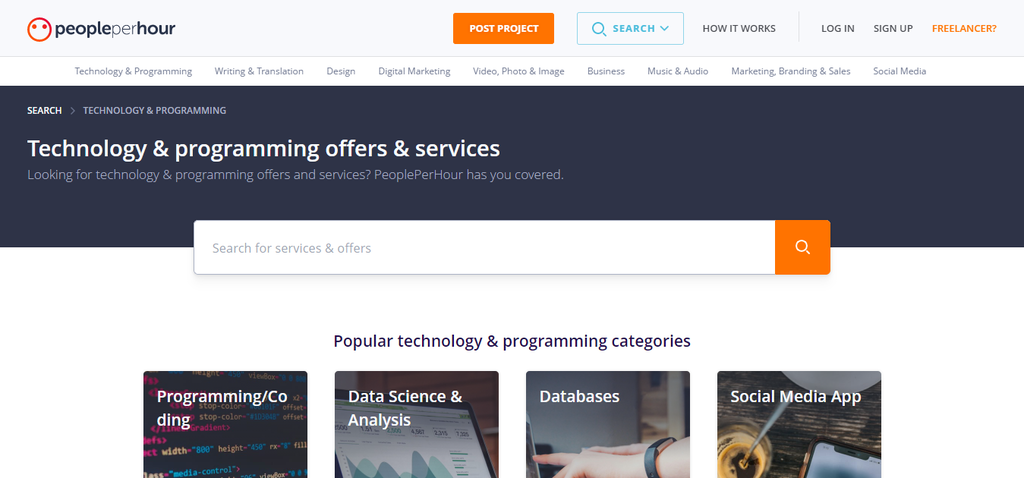 peopleperhour
POST PROJECT
SEARCH
HOW IT WORKS
LOG IN
SIGN UP
FREELANCER?
Technology & Programming
Writing & Translation
Design
Digital Marketing
Video, Photo & Image
Business
Music & Audio
Marketing, Branding & Sales
Social Media
SEARCH > TECHNOLOGY & PROGRAMMING
Technology & programming offers & services
Looking for technology & programming offers and services? PeoplePerHour has you covered.
Search for services & offers
Popular technology & programming categories
Programming/Co
ding
Data Science &
Analysis
Databases
Social Media App